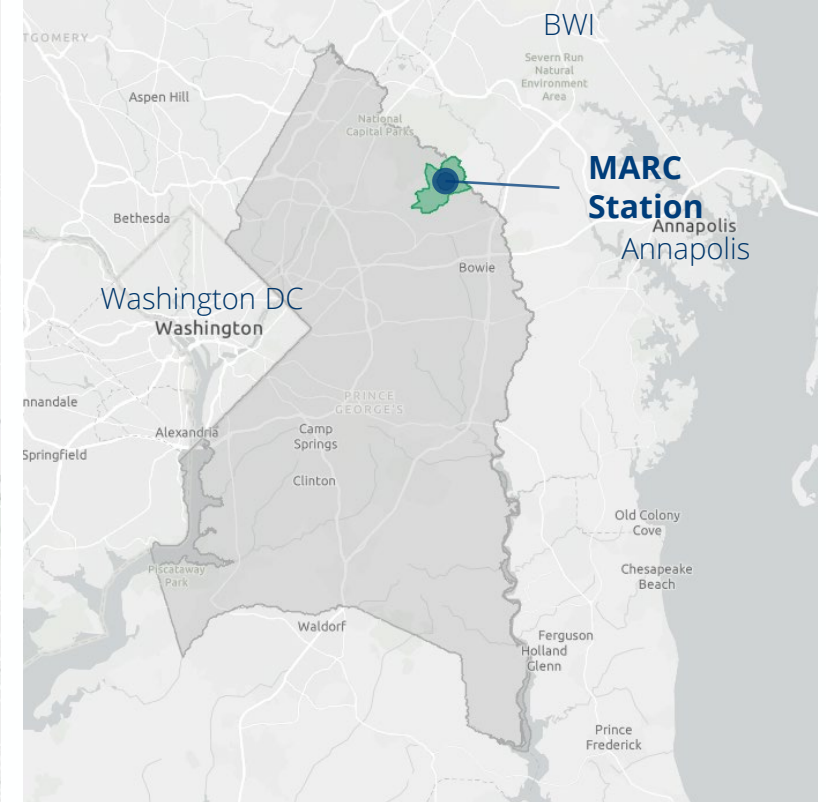 BWI
TGOMERY
Severn Run
Natural
Environment
Area
Aspen Hill
National
Capital Parks
MARC
Station
Bethesda
Annapolis
Annapolis
Bowie
Washington DC
Washington
PRINCE
GEORGE'S
nnandale
Alexandria
Camp
Springs
Springfield
Clinton
Old Colony
Cove
Piscataway
Park
Chesapeake
Beach
Waldorf
Ferguson
Holland
Glenn
Prince
Frederick